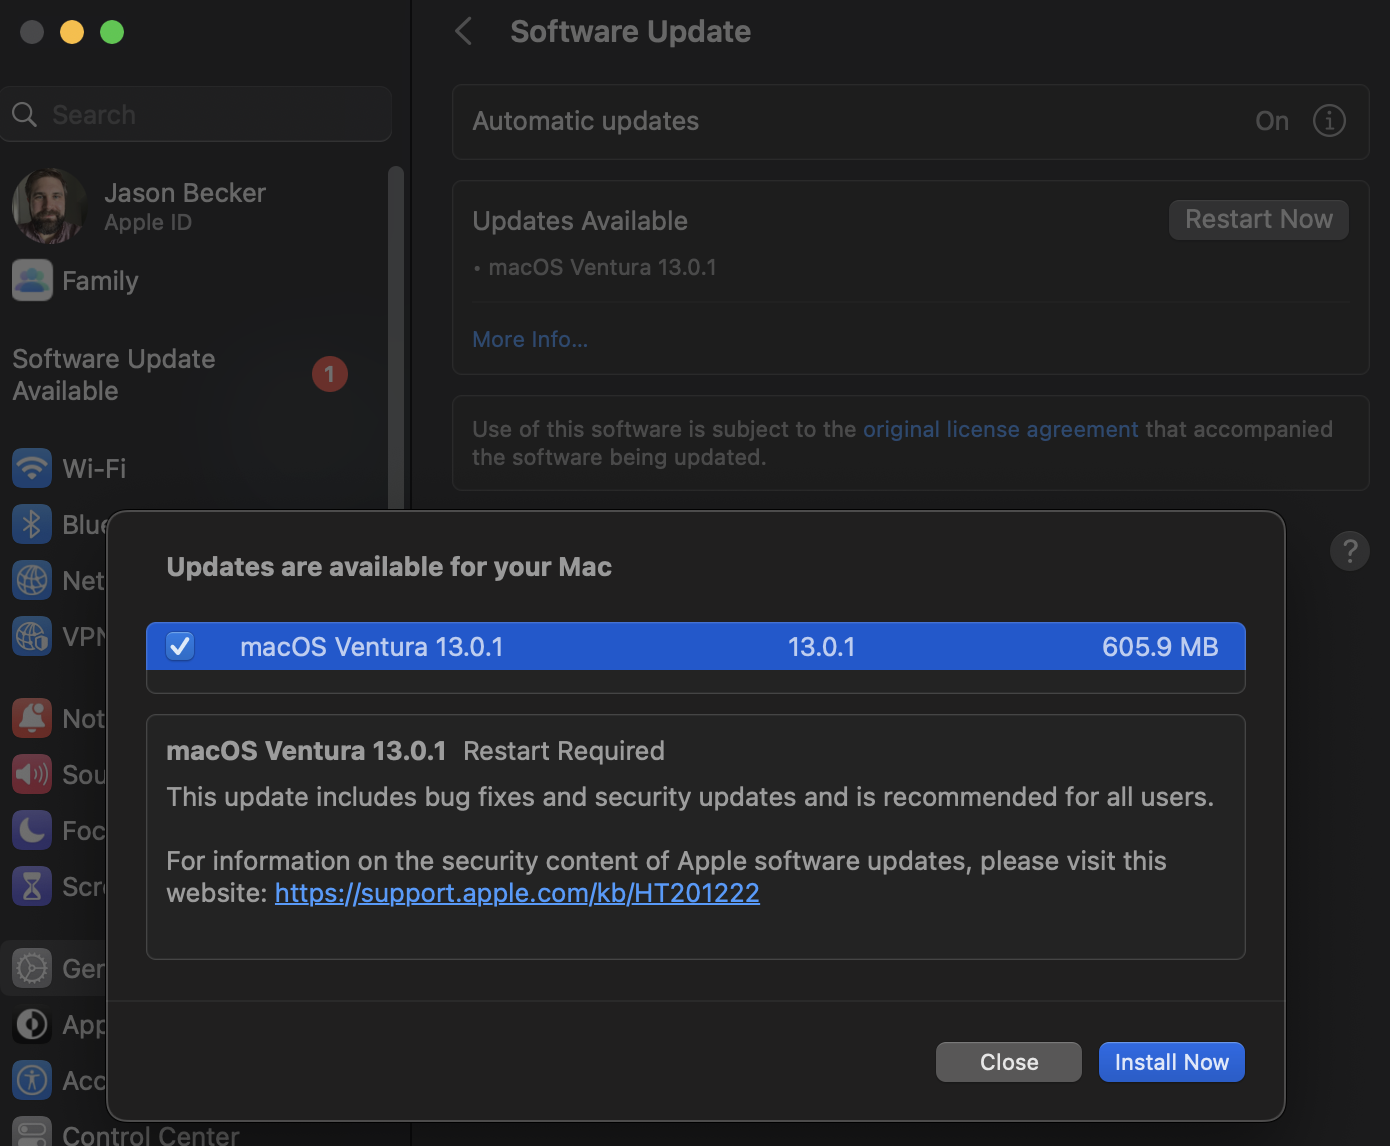 Software Update
Search
Jason Becker
Apple ID
Family
Software Update
Available
1
Wi-Fi
Blue
Net
VPN
Not
Sou
Foc
Scre
Gen
App
Acc
Control Center
Automatic updates On
Updates Available Restart Now
• macOS Ventura 13.0.1
More Info...
Use of this software is subject to the original license agreement that accompanied
the software being updated.
?
Updates are available for your Mac
macOS Ventura 13.0.1 13.0.1 605.9 MB
macOS Ventura 13.0.1 Restart Required
This update includes bug fixes and security updates and is recommended for all users.
For information on the security content of Apple software updates, please visit this
website: https://support.apple.com/kb/HT201222
Close Install Now